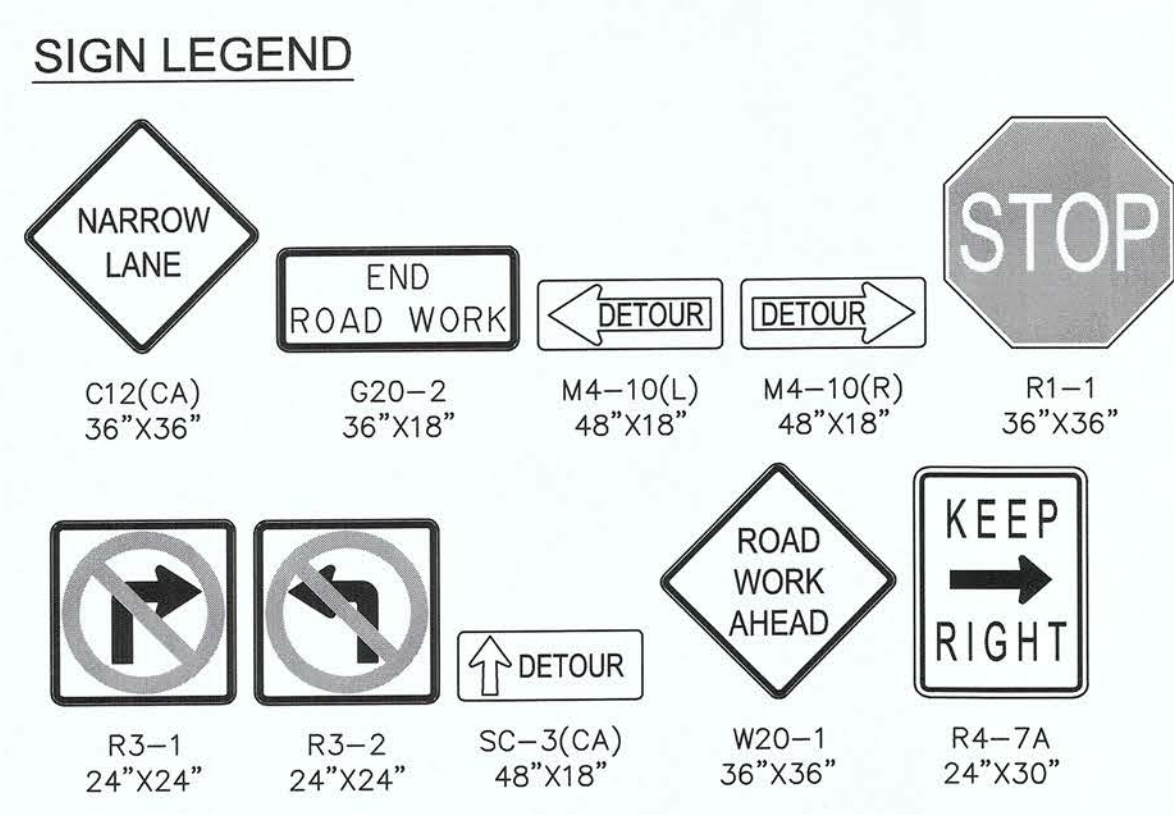 SIGN LEGEND
NARROW
LANE
C12(CA)
36"X36"
END
ROAD WORK
G20-2
36"X18"
DETOUR
M4-10(L)
48"X18"
DETOUR
M4-10(R)
48"X18"
STOP
R1-1
36"X36"
R3-1
24"X24"
R3-2
24"X24"
DETOUR
SC-3(CA)
48"X18"
ROAD
WORK
AHEAD
W20-1
36"X36"
KEEP
RIGHT
R4-7A
24"X30"